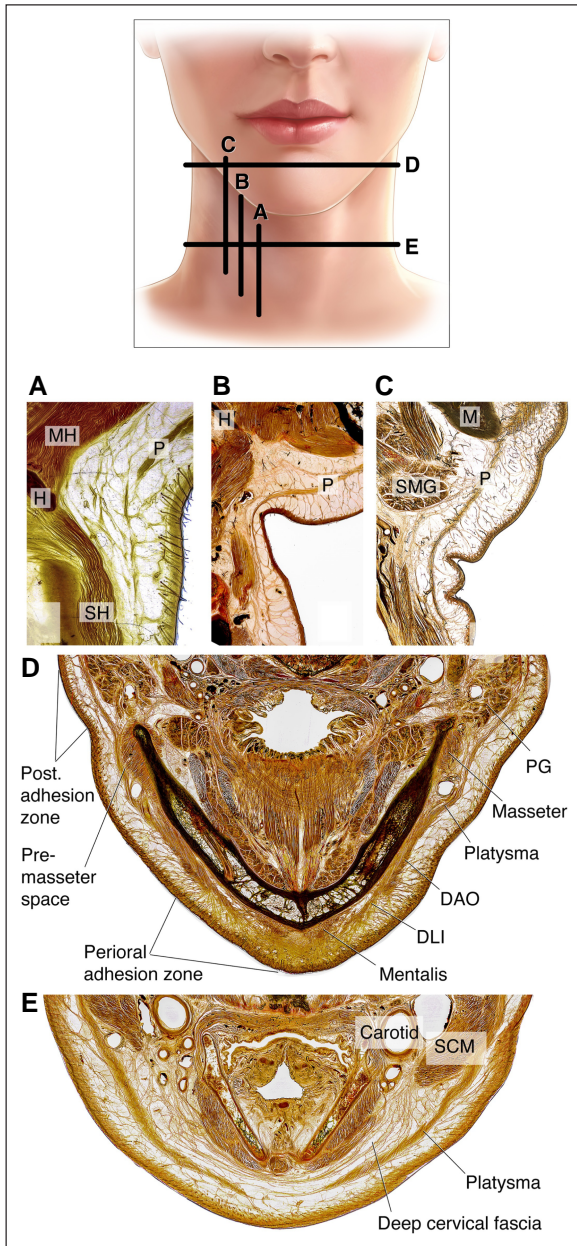 C
D
B
A
E
A
B
C
MH
P
H
SH
H
P
M
SMG
P
D
Post.
adhesion
zone
Pre-
masseter
space
Perioral
adhesion zone
PG
Masseter
Platysma
DAO
DLI
Mentalis
E
Carotid
SCM
Platysma
Deep cervical fascia